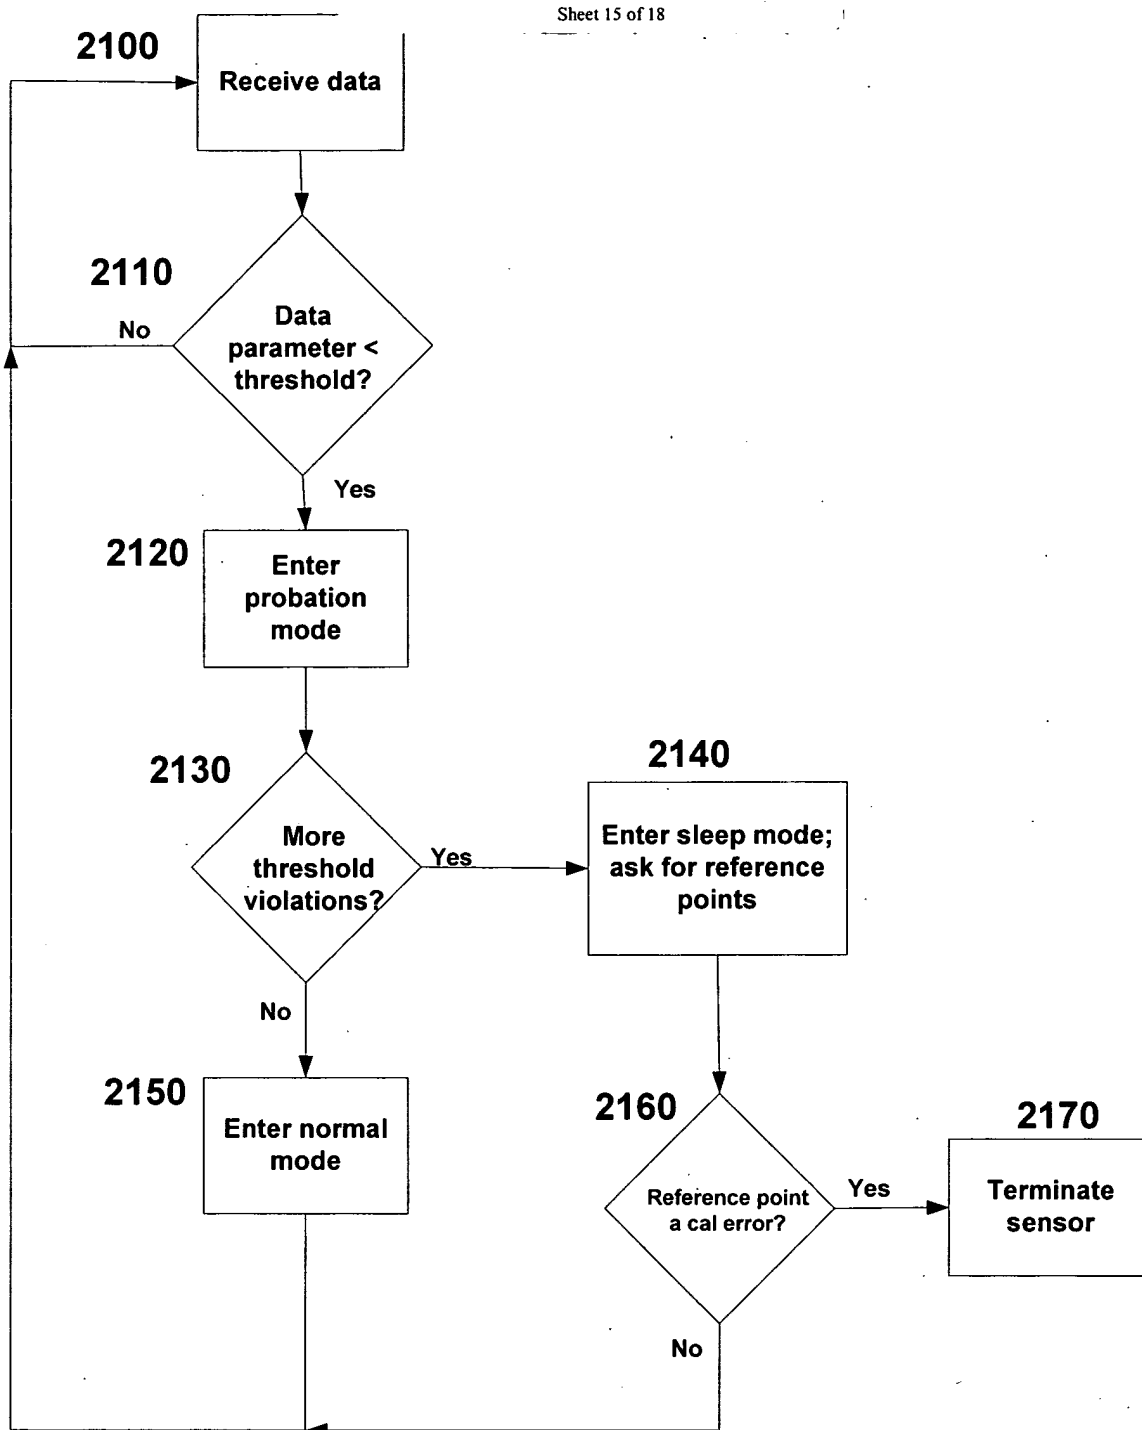 Sheet 15 of 18
2100
Receive data
2110
No
Data
parameter <
threshold?
Yes
2120
Enter
probation
mode
2130
More
threshold
violations?
Yes
2140
Enter sleep mode;
ask for reference
points
No
2150
Enter normal
mode
2160
Reference point
a cal error?
Yes
2170
Terminate
sensor
No